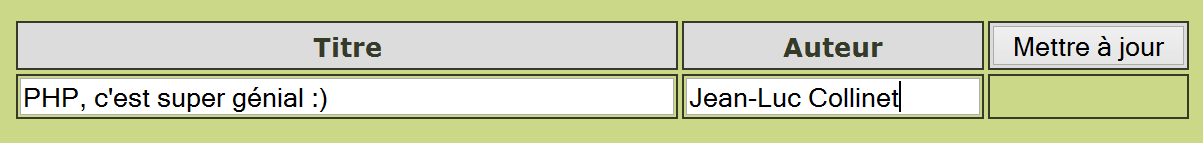 Titre Auteur Mettre à jour
PHP, c'est super génial :) Jean-Luc Collinet